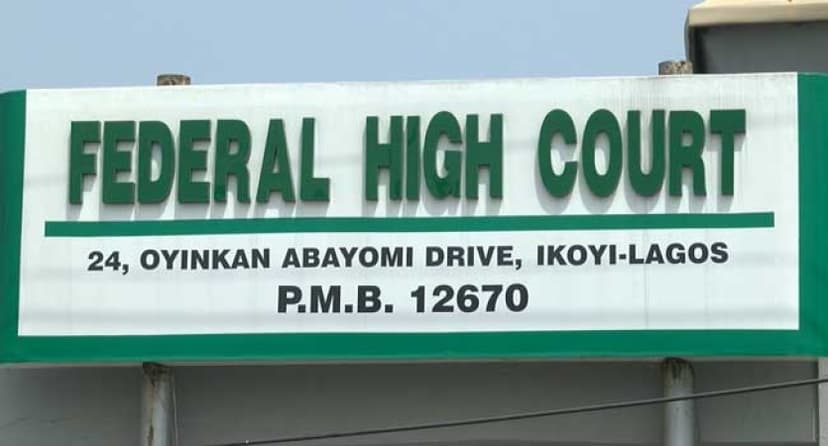 FEDERAL HIGH COURT
24, OYINKAN ABAYOMI DRIVE, IKOYI-LAGOS
P.M.B. 12670